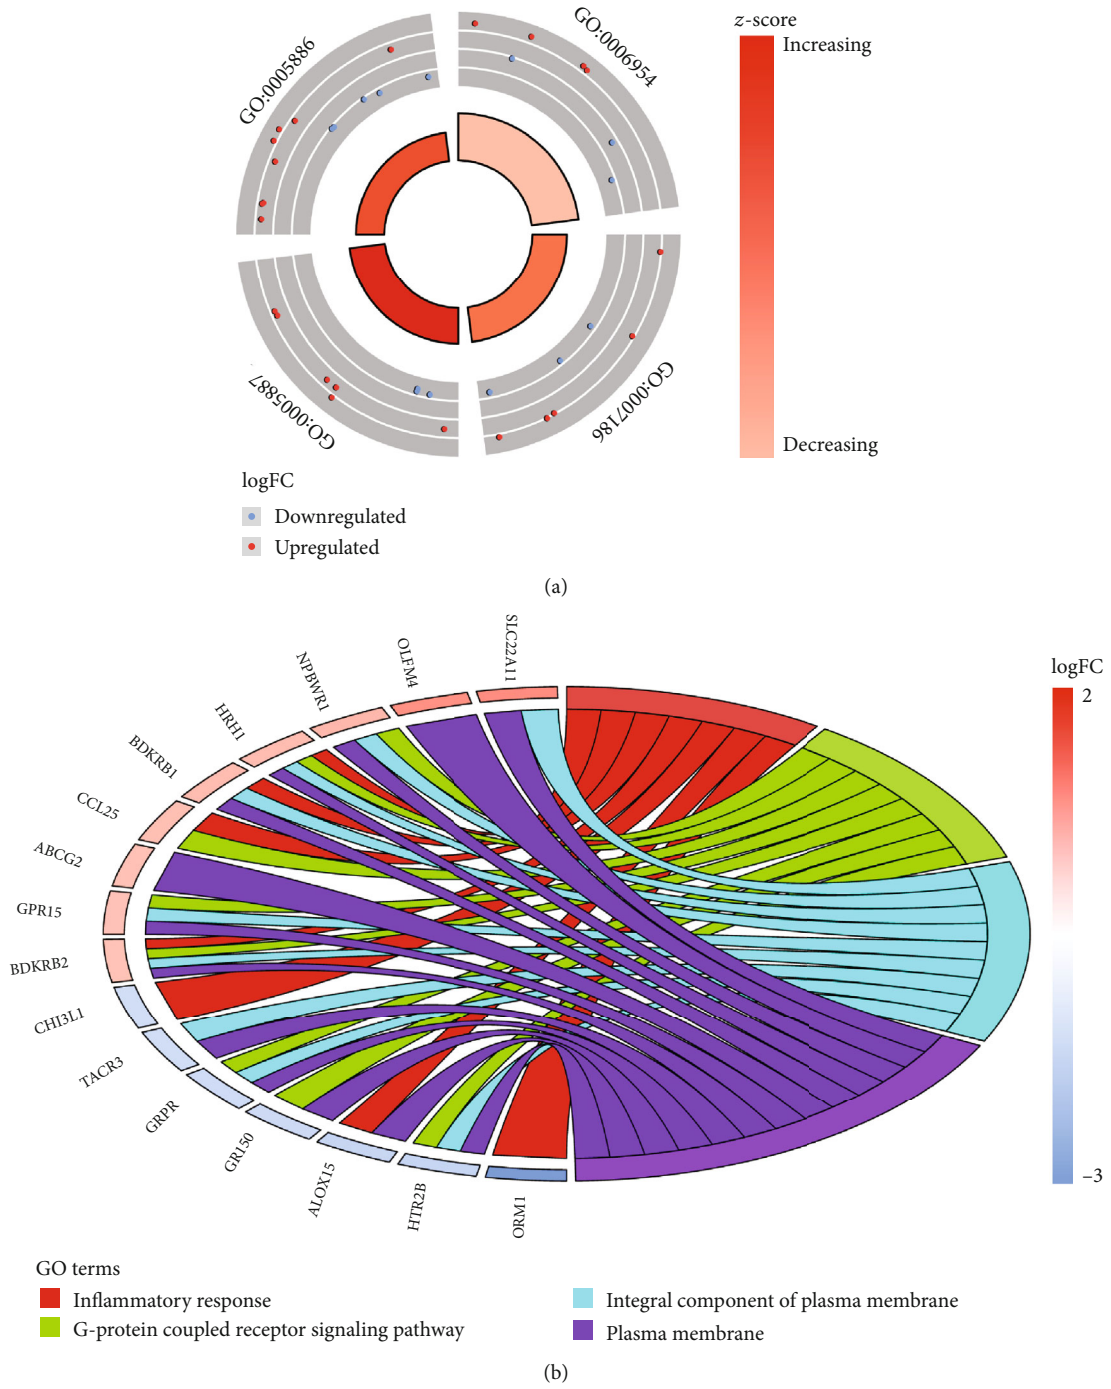 GO:0005886
GO:0006954
GO:0005887
GO:0007186
z-score
Increasing
Decreasing
logFC
Downregulated
Upregulated
(a)
SLC22A11
OLFM4
NPBWR1
HRH1
BDKRB1
CCL25
ABCG2
GPR15
BDKRB2
CHI3L1
TACR3
GRPR
GR150
ALOX15
HTR2B
ORM1
logFC
2
–3
GO terms
Inflammatory response
G-protein coupled receptor signaling pathway
Integral component of plasma membrane
Plasma membrane
(b)